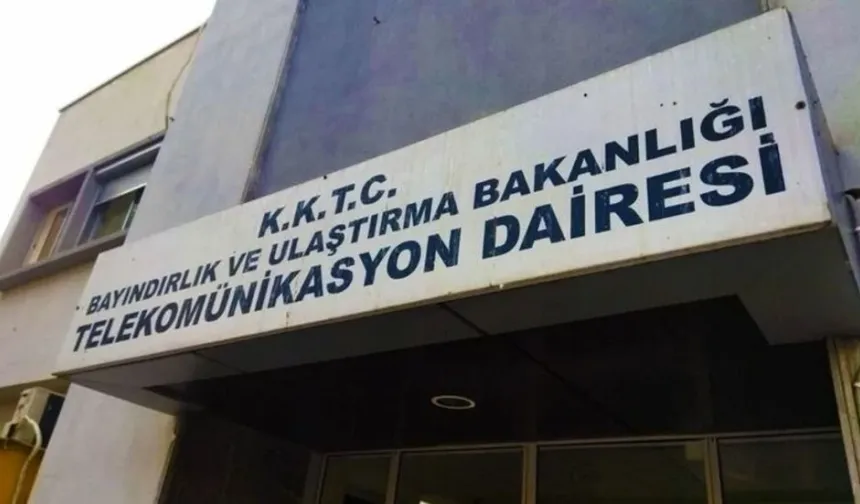 K.K.T.C.
BAYINDIRLIK VE ULAŞTIRMA BAKANLIĞI
TELEKOMÜNİKASYON DAİRESİ